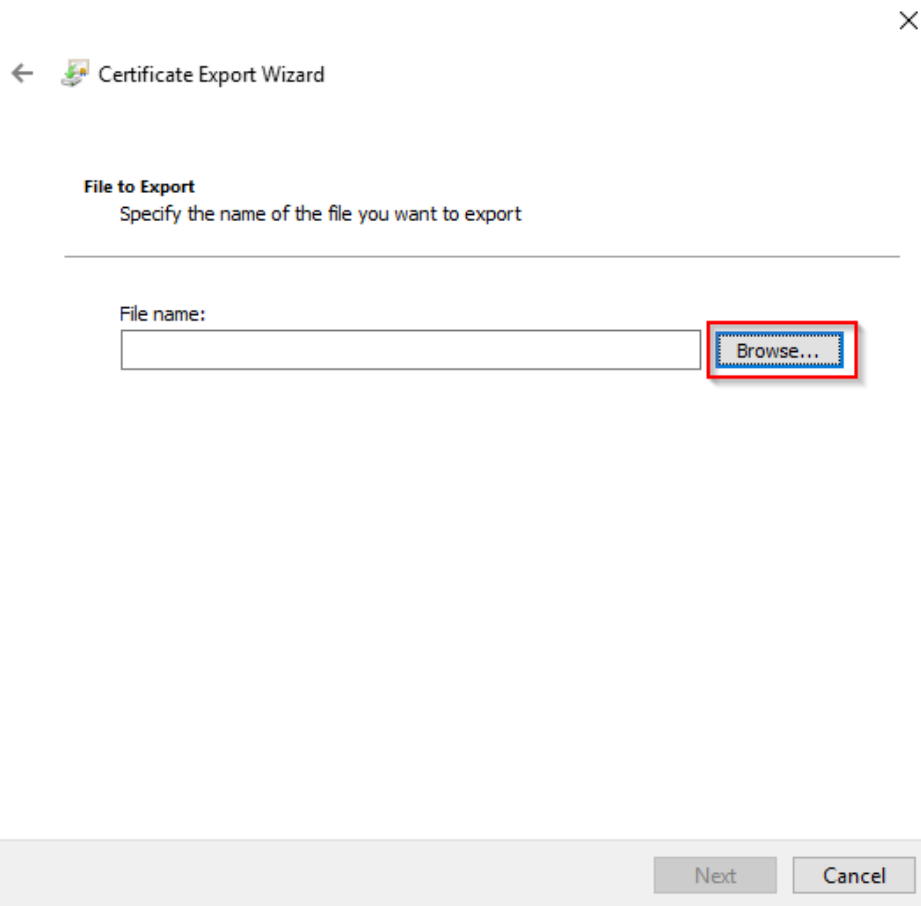 Certificate Export Wizard
File to Export
Specify the name of the file you want to export
File name:
Browse...
Next
Cancel